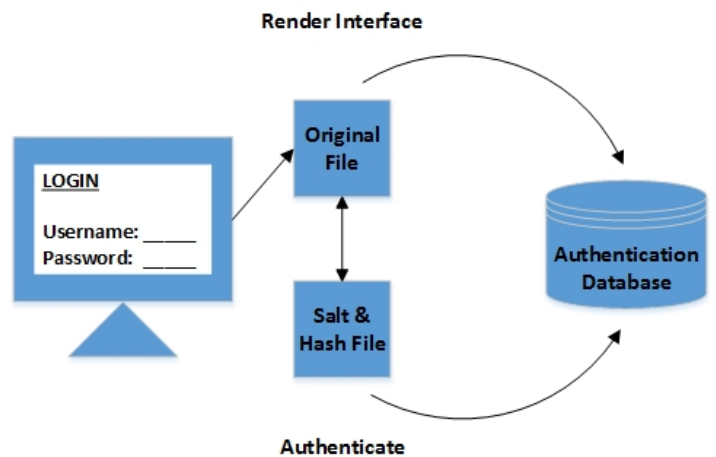 Render Interface
Original
File
LOGIN
Username: _____
Password: _____
Authentication
Database
Salt &
Hash File
Authenticate